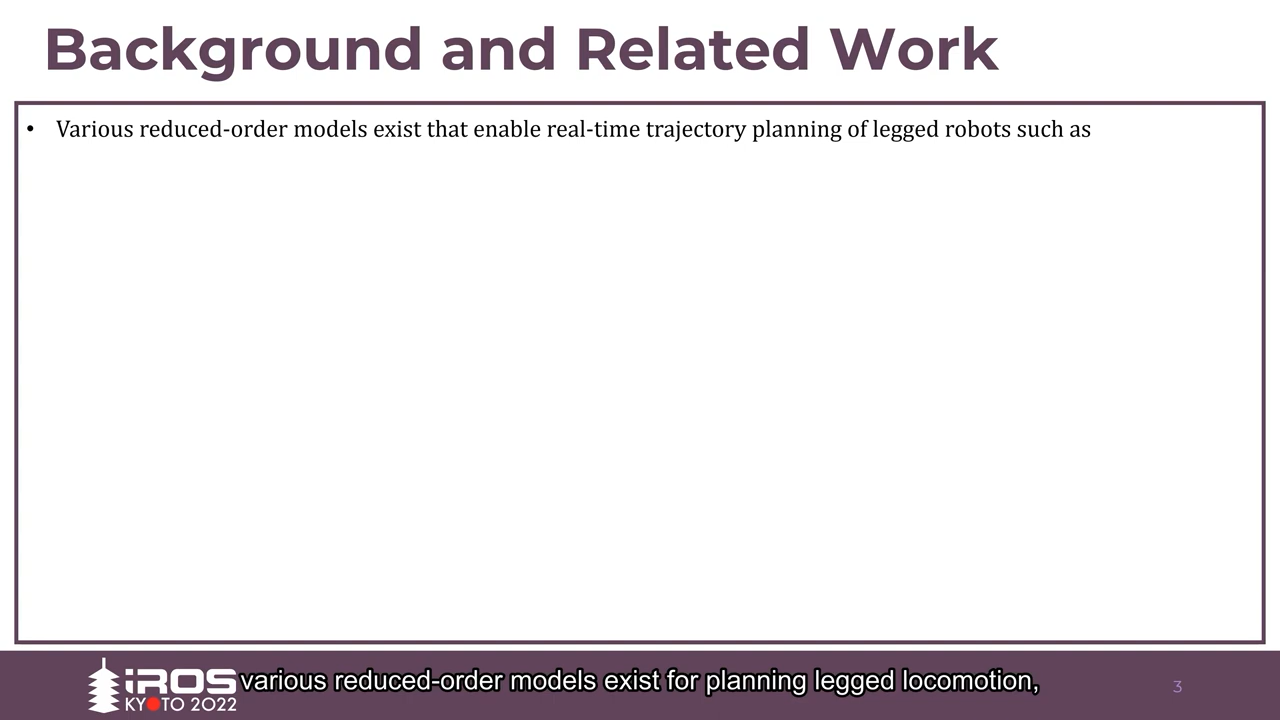 Background and Related Work
• Various reduced-order models exist that enable real-time trajectory planning of legged robots such as
iROS
KYOTO 2022
various reduced-order models exist for planning legged locomotion,
3